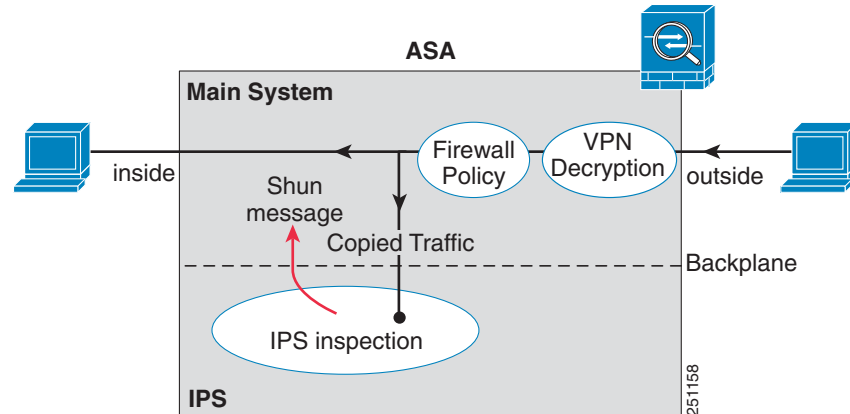 ASA
Main System
Firewall
Policy
VPN
Decryption
inside
outside
Shun
message
Copied Traffic
Backplane
IPS inspection
IPS
251158